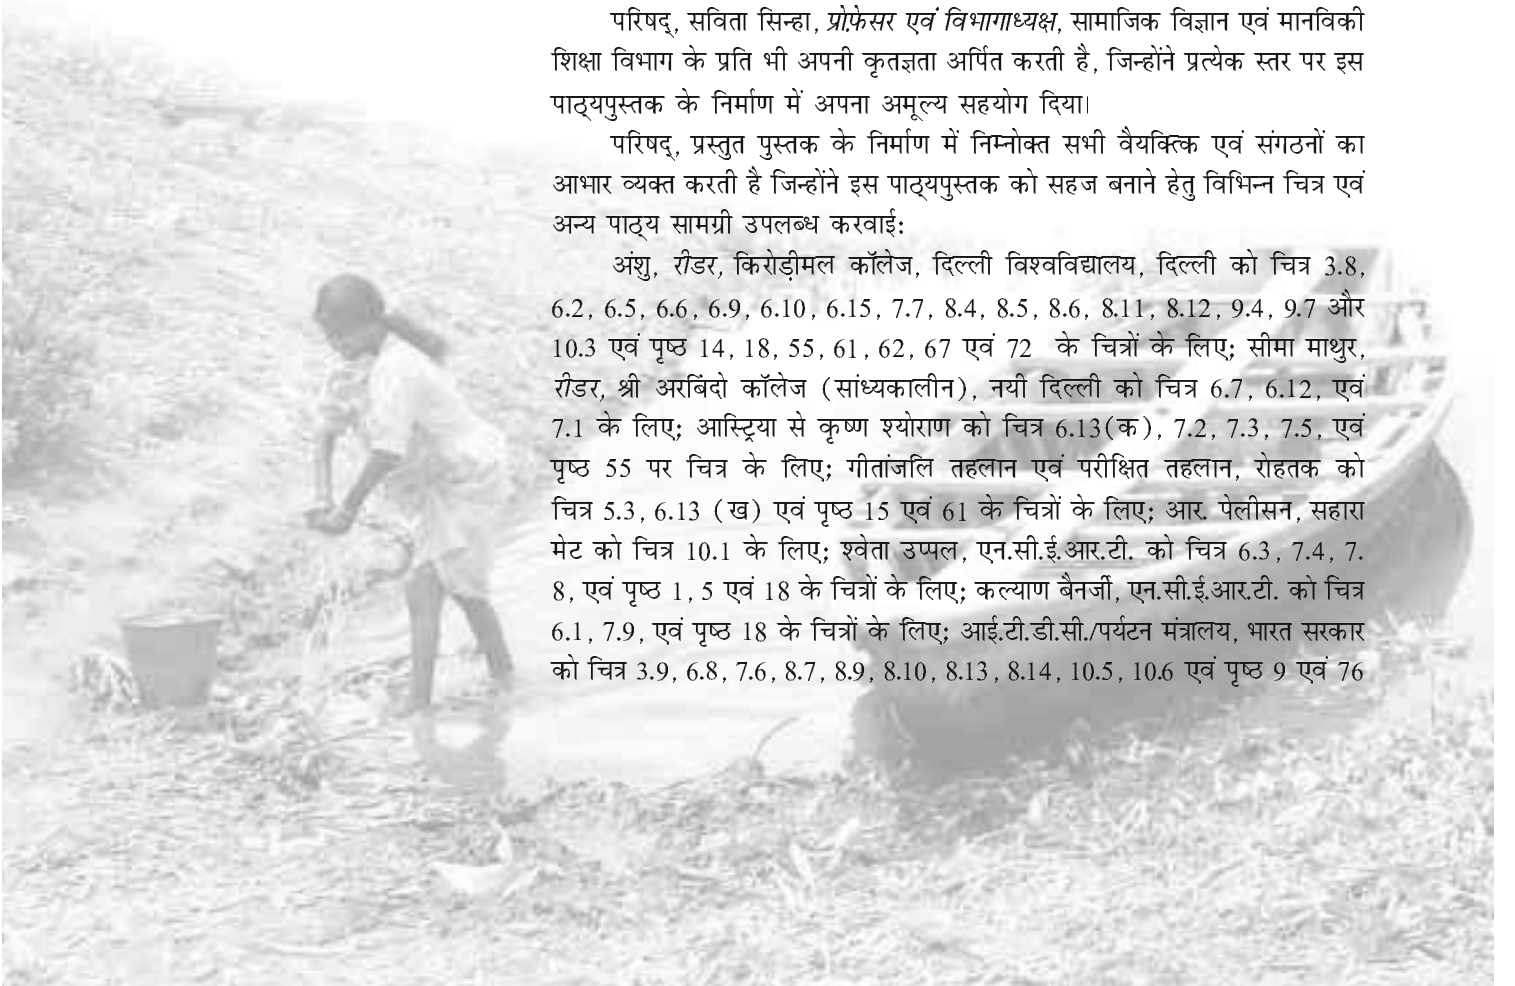 परिषद्, सविता सिन्हा, प्रोफ़ेसर एवं विभागाध्यक्ष, सामाजिक विज्ञान एवं मानविकी
शिक्षा विभाग के प्रति भी अपनी कृतज्ञता अर्पित करती है, जिन्होंने प्रत्येक स्तर पर इस
पाठ्यपुस्तक के निर्माण में अपना अमूल्य सहयोग दिया।
परिषद्, प्रस्तुत पुस्तक के निर्माण में निम्नोक्त सभी वैयक्त्कि एवं संगठनों का
आभार व्यक्त करती है जिन्होंने इस पाठ्यपुस्तक को सहज बनाने हेतु विभिन्न चित्र एवं
अन्य पाठ्य सामग्री उपलब्ध करवाई:
अंशु, रीडर, किरोड़ीमल कॉलेज, दिल्ली विश्वविद्यालय, दिल्ली को चित्र 3.8,
6.2, 6.5, 6.6, 6.9, 6.10, 6.15, 7.7, 8.4, 8.5, 8.6, 8.11, 8.12, 9.4, 9.7 और
10.3 एवं पृष्ठ 14, 18, 55, 61, 62, 67 एवं 72 के चित्रों के लिए; सीमा माथुर,
रीडर, श्री अरबिंदो कॉलेज (सांध्यकालीन), नयी दिल्ली को चित्र 6.7, 6.12, एवं
7.1 के लिए; आस्ट्रिया से कृष्ण श्योराण को चित्र 6.13(क), 7.2, 7.3, 7.5, एवं
पृष्ठ 55 पर चित्र के लिए; गीतांजलि तहलान एवं परीक्षित तहलान, रोहतक को
चित्र 5.3, 6.13 (ख) एवं पृष्ठ 15 एवं 61 के चित्रों के लिए; आर. पेलीसन, सहारा
मेट को चित्र 10.1 के लिए; श्वेता उप्पल, एन.सी.ई.आर.टी. को चित्र 6.3, 7.4, 7.
8, एवं पृष्ठ 1, 5 एवं 18 के चित्रों के लिए; कल्याण बैनर्जी, एन.सी.ई.आर.टी. को चित्र
6.1, 7.9, एवं पृष्ठ 18 के चित्रों के लिए; आई.टी.डी.सी./पर्यटन मंत्रालय, भारत सरकार
को चित्र 3.9, 6.8, 7.6, 8.7, 8.9, 8.10, 8.13, 8.14, 10.5, 10.6 एवं पृष्ठ 9 एवं 76